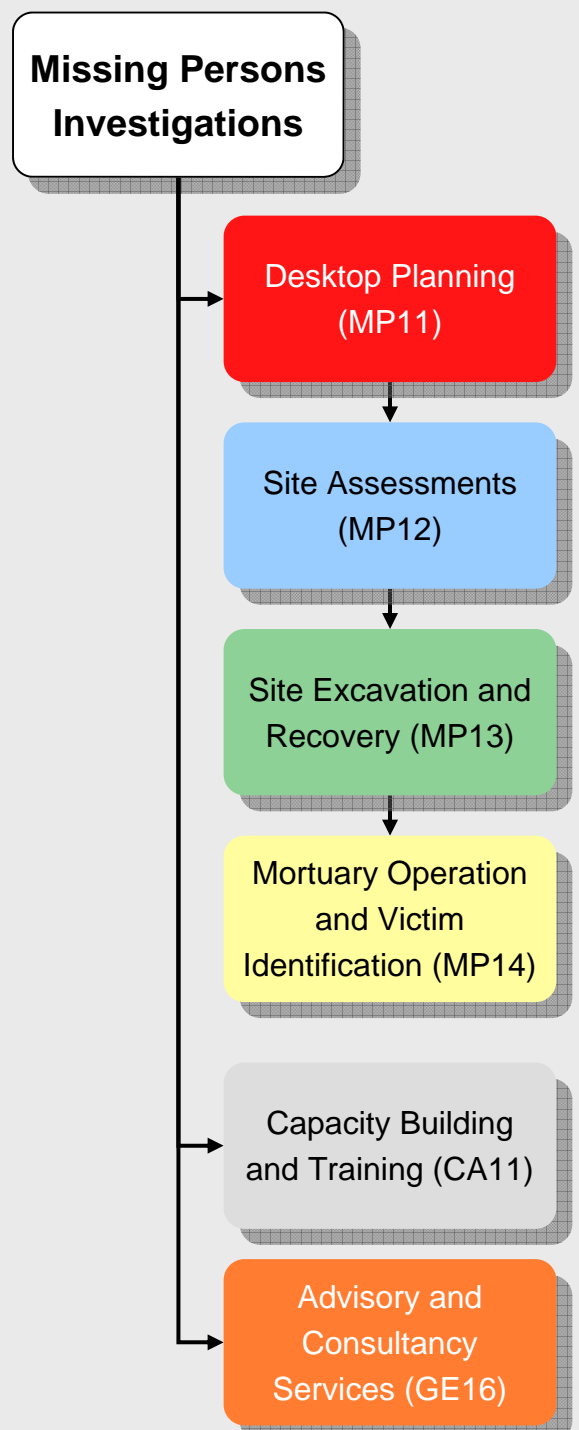 Missing Persons
Investigations
Desktop Planning
(MP11)
Site Assessments
(MP12)
Site Excavation and
Recovery (MP13)
Mortuary Operation
and Victim
Identification (MP14)
Capacity Building
and Training (CA11)
Advisory and
Consultancy
Services (GE16)